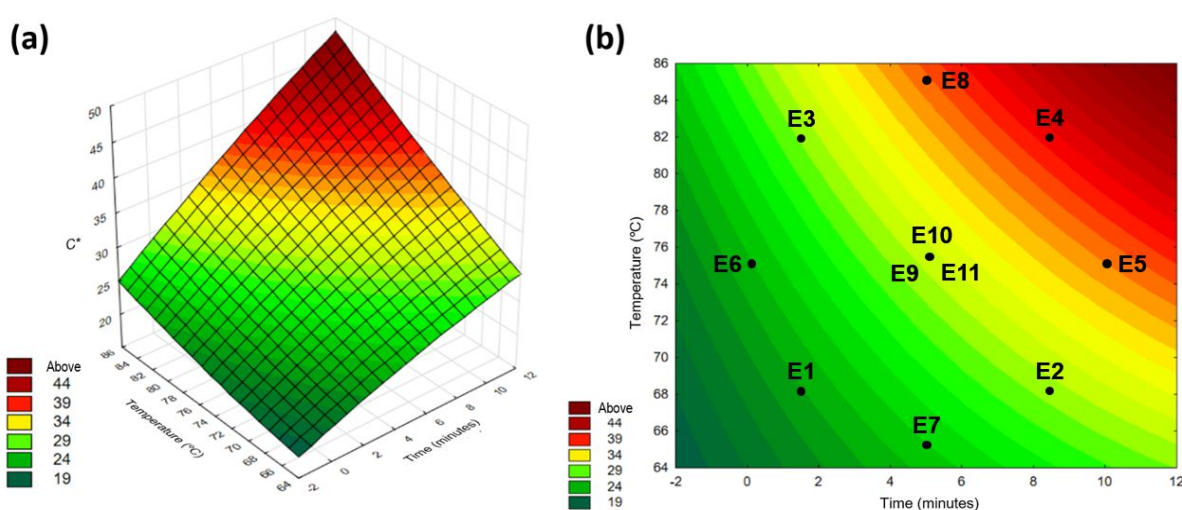 (a)
50
45
40
35
30
25
20
C*
86
84
82
80
78
76
74
72
70
68
66
64
Temperature (ºC)
-2
0
2
4
6
8
10
12
Time (minutes)
Above
44
39
34
29
24
19
(b)
86
84
82
80
78
76
74
72
70
68
66
64
Temperature (ºC)
E8
E3
E4
E10
E6
E9
E11
E5
E1
E2
E7
-2 0 2 4 6 8 10 12
Time (minutes)
Above
44
39
34
29
24
19